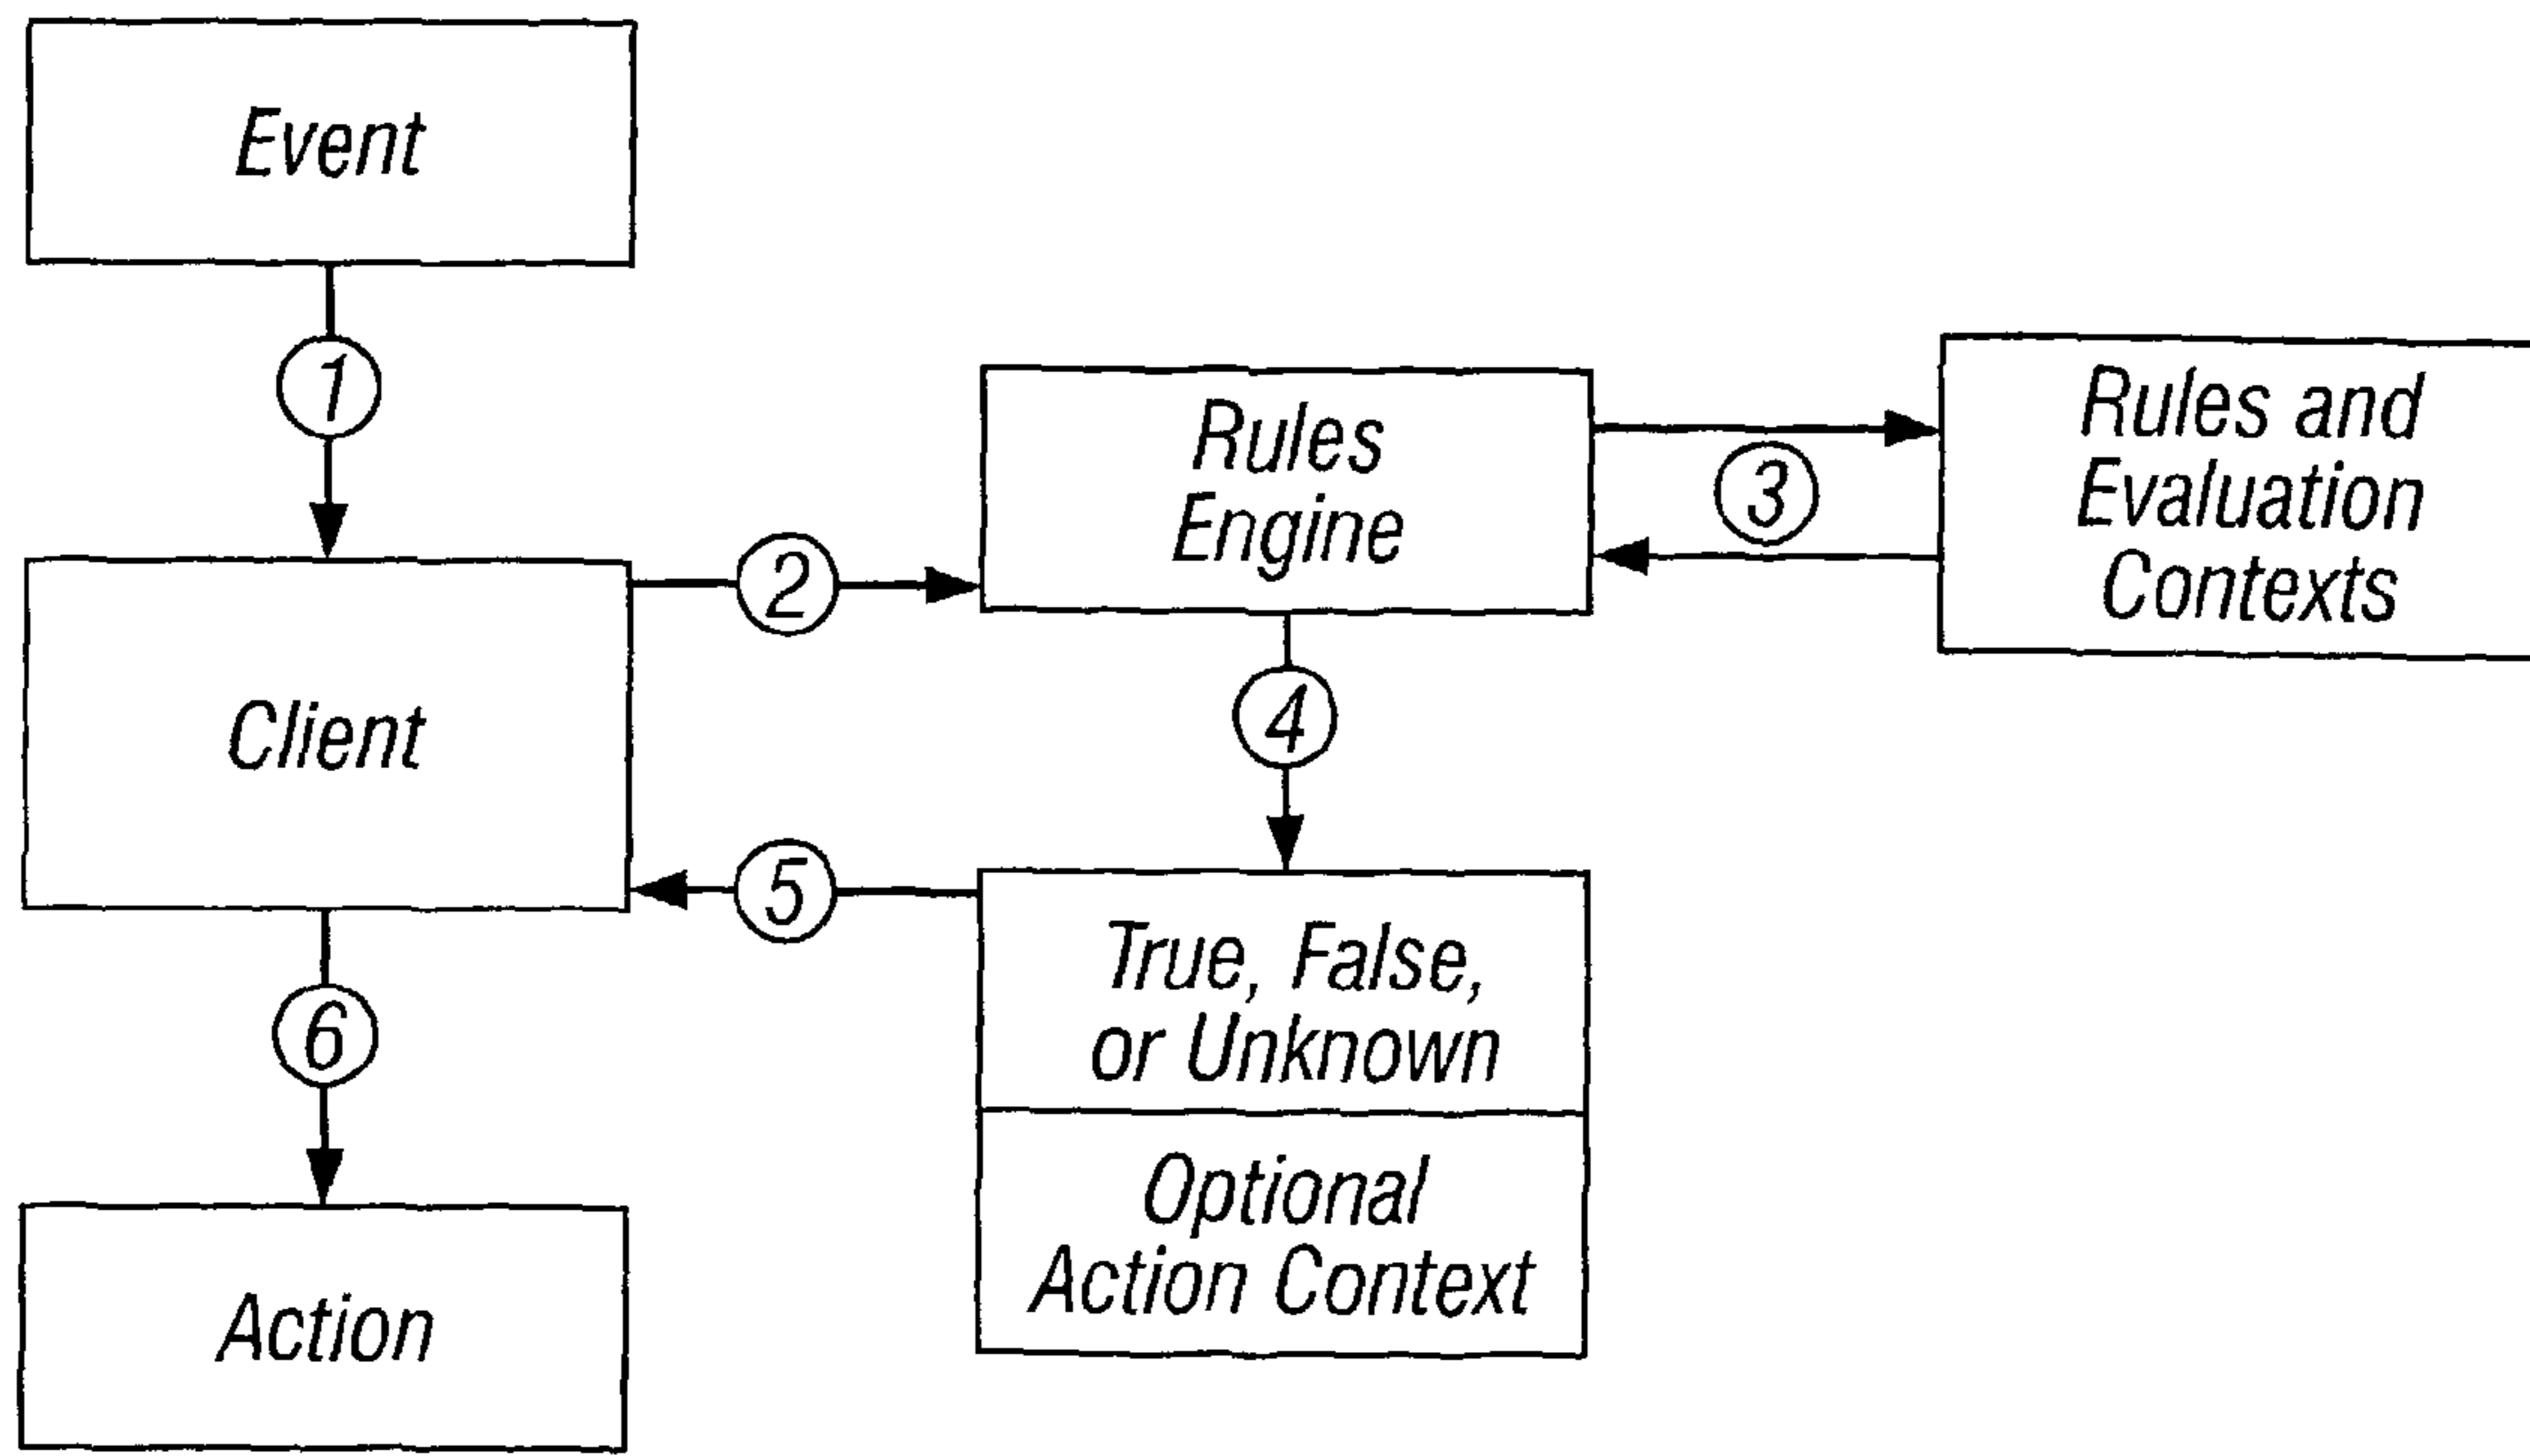 Event
1
Client
2
Rules
Engine
3
Rules and
Evaluation
Contexts
4
True, False,
or Unknown
Optional
Action Context
5
6
Action